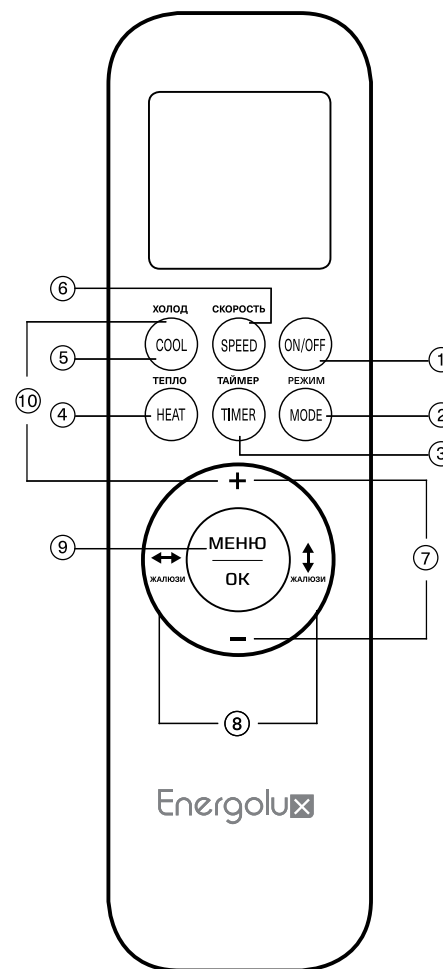 6
ХОЛОД СКОРОСТЬ
COOL SPEED ON/OFF
5 1
ТЕПЛО ТАЙМЕР РЕЖИМ
10
4 HEAT TIMER MODE 2
3
+
9 МЕНЮ 7
ЖАЛЮЗИ OK ЖАЛЮЗИ
−
8
Energolux